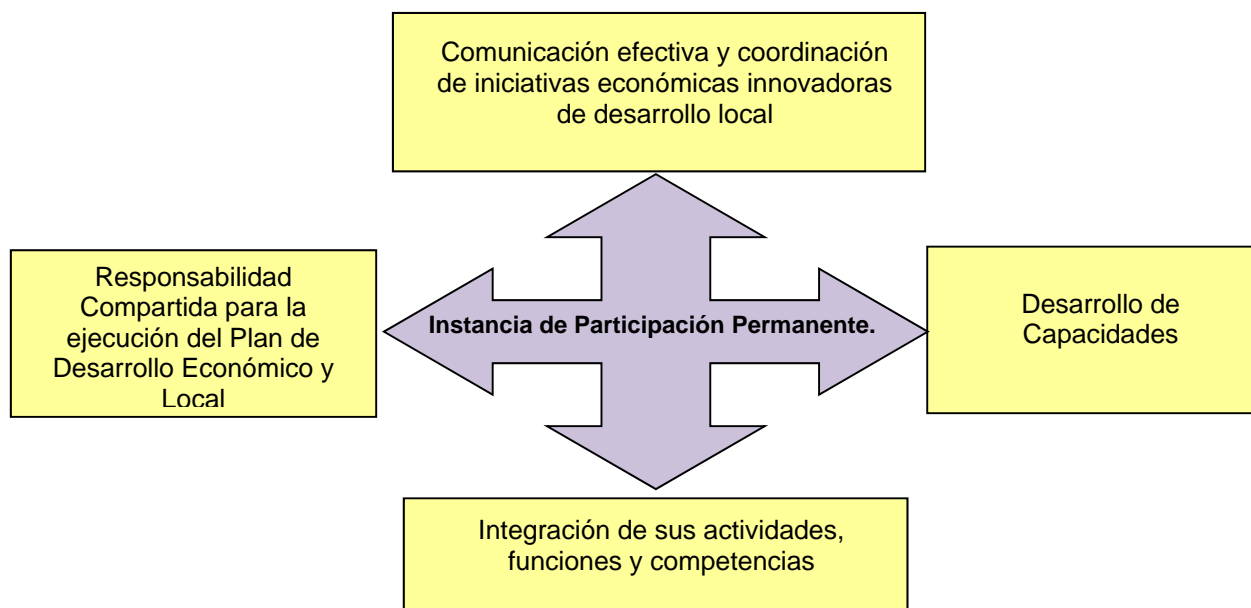 Comunicación efectiva y coordinación
de iniciativas económicas innovadoras
de desarrollo local
Responsabilidad
Compartida para la
ejecución del Plan de
Desarrollo Económico y
Local
Instancia de Participación Permanente.
Desarrollo de
Capacidades
Integración de sus actividades,
funciones y competencias